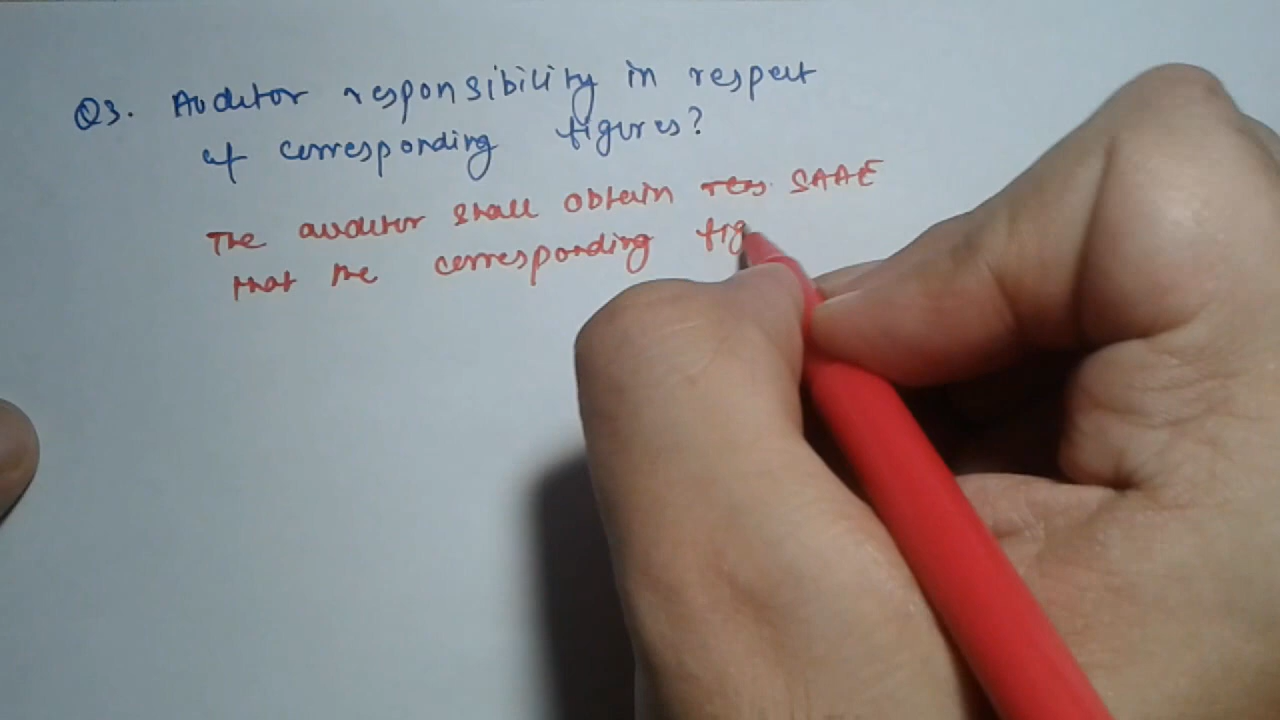 Q3. Auditor responsibility in respect
of corresponding figures?
The auditor shall obtain SAAE
that the corresponding fig